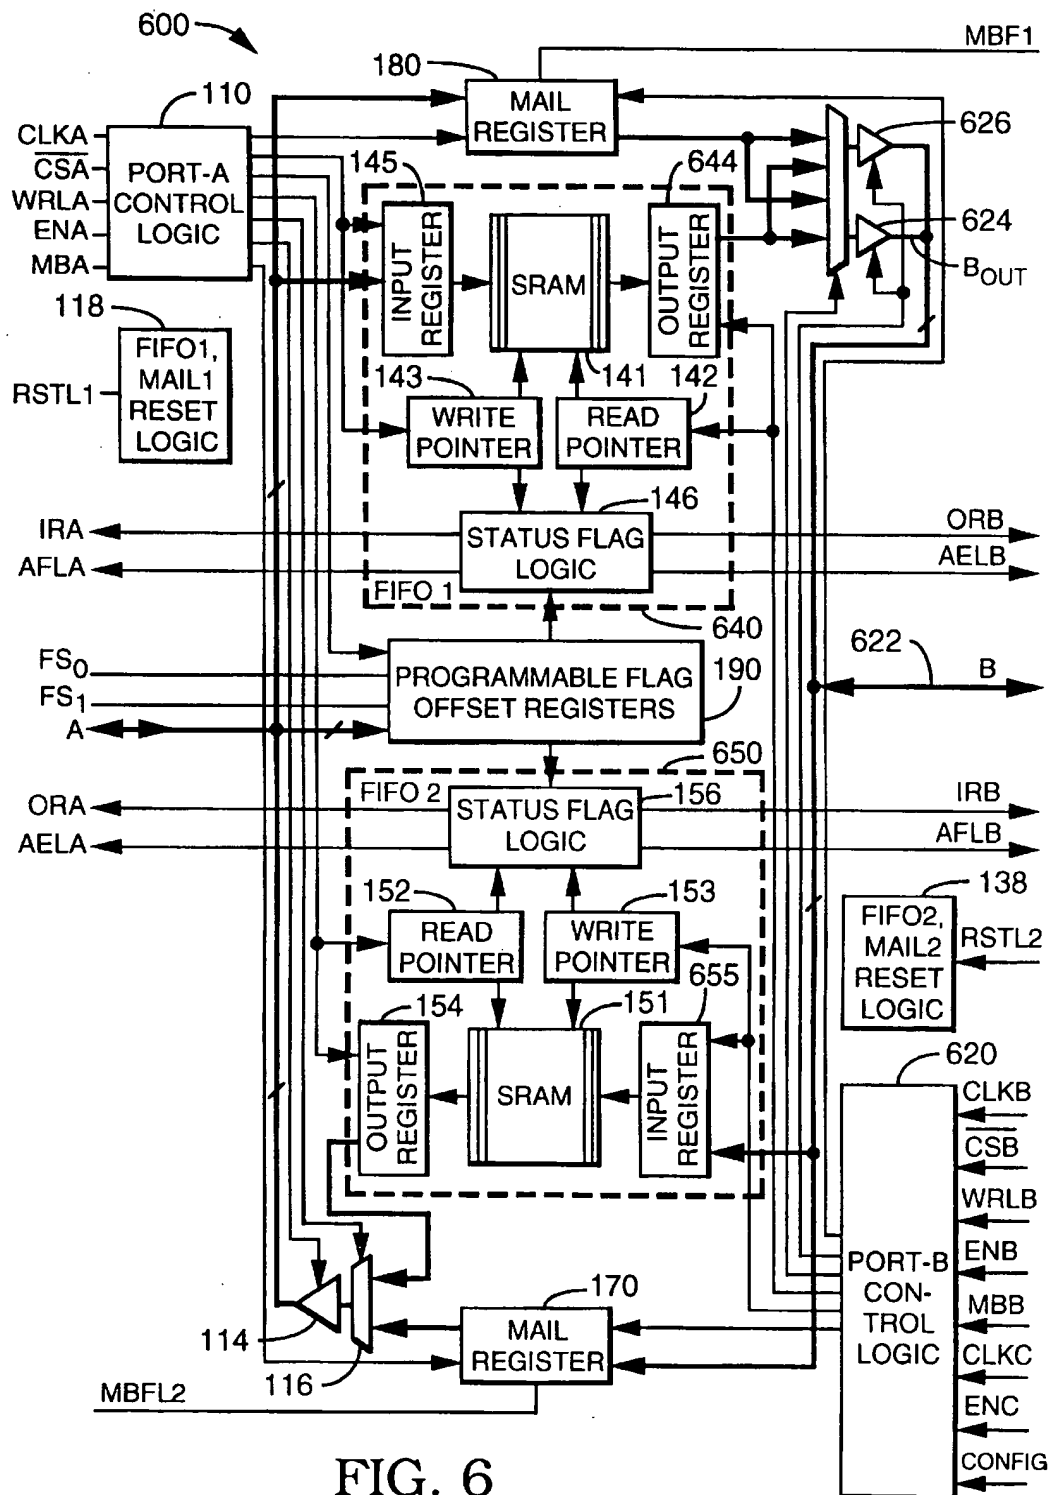 600
MBF1
180
110
MAIL
REGISTER
626
CLKA
CSA
WRLA
ENA
MBA
PORT-A
CONTROL
LOGIC
145
644
624
INPUT
REGISTER
SRAM
OUTPUT
REGISTER
BOUT
118
FIFO1,
MAIL1
RESET
LOGIC
RSTL1
143
141
142
WRITE
POINTER
READ
POINTER
146
IRA
AFLA
STATUS FLAG
LOGIC
ORB
AELB
FIFO 1
640
FS0
FS1
A
PROGRAMMABLE FLAG
OFFSET REGISTERS
190
622
B
650
FIFO 2
ORA
AELA
STATUS FLAG
LOGIC
156
IRB
AFLB
152
153
138
READ
POINTER
WRITE
POINTER
FIFO2,
MAIL2
RESET
LOGIC
RSTL2
154
151
655
OUTPUT
REGISTER
SRAM
INPUT
REGISTER
620
CLKB
CSB
WRLB
ENB
MBB
CLKC
ENC
CONFIG
PORT-B
CON-
TROL
LOGIC
114
116
170
MAIL
REGISTER
MBFL2
FIG. 6